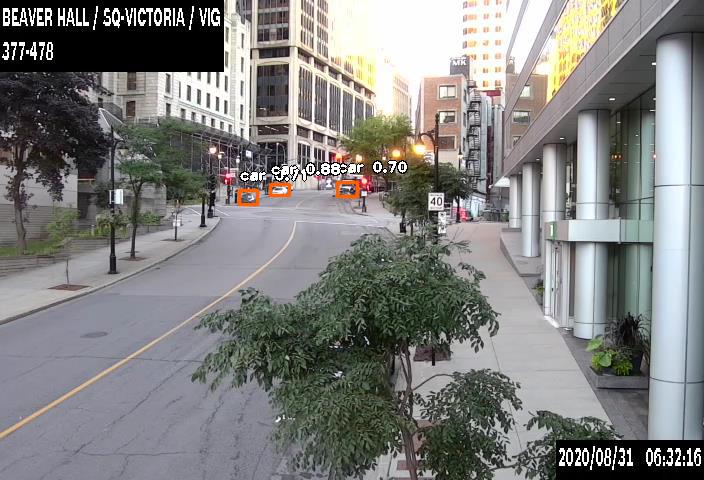 BEAVER HALL / SQ-VICTORIA / VIG
377-478
car 0.88
car 0.70
MK
40
2020/08/31 06:32:16